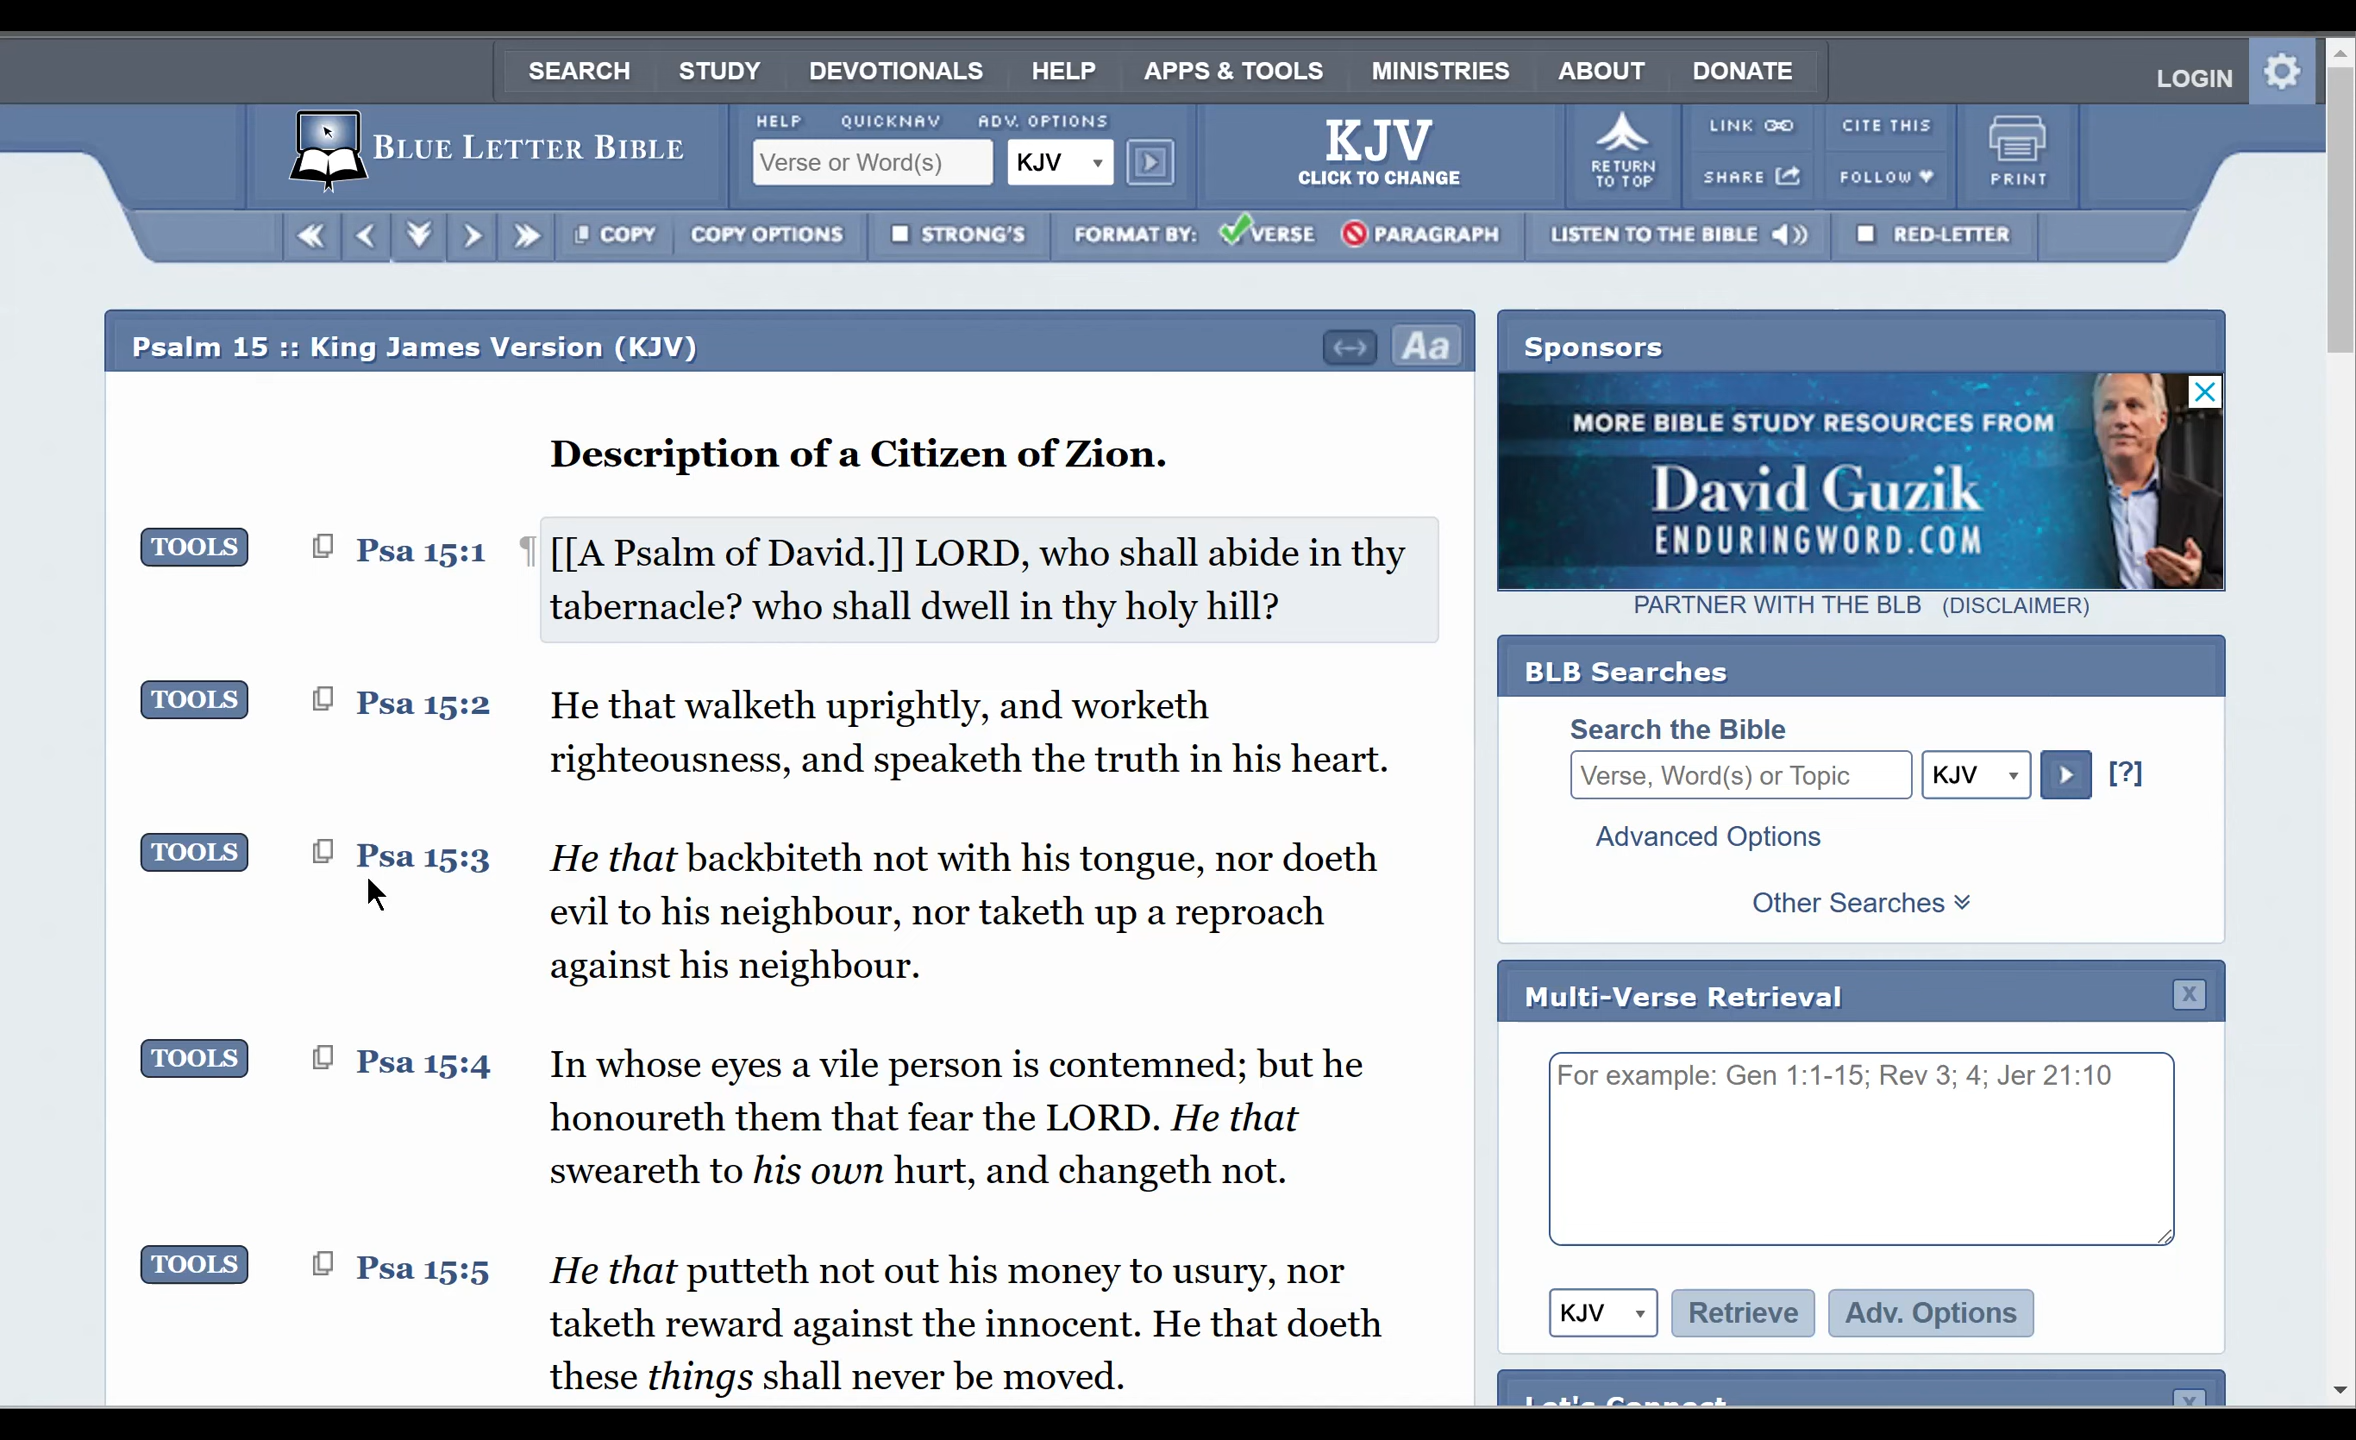 SEARCH STUDY DEVOTIONALS HELP APPS & TOOLS MINISTRIES ABOUT DONATE LOGIN
BLUE LETTER BIBLE
HELP QUICKNAV ADV. OPTIONS
Verse or Word(s) KJV
KJV
CLICK TO CHANGE
RETURN
TO TOP
LINK CITE THIS
SHARE FOLLOW
PRINT
COPY COPY OPTIONS STRONG'S FORMAT BY: VERSE PARAGRAPH LISTEN TO THE BIBLE RED-LETTER
Psalm 15 :: King James Version (KJV) Aa
Description of a Citizen of Zion.
TOOLS Psa 15:1 ¶ [[A Psalm of David.]] LORD, who shall abide in thy
tabernacle? who shall dwell in thy holy hill?
TOOLS Psa 15:2 He that walketh uprightly, and worketh
righteousness, and speaketh the truth in his heart.
TOOLS Psa 15:3 He that backbiteth not with his tongue, nor doeth
evil to his neighbour, nor taketh up a reproach
against his neighbour.
TOOLS Psa 15:4 In whose eyes a vile person is contemned; but he
honoureth them that fear the LORD. He that
sweareth to his own hurt, and changeth not.
TOOLS Psa 15:5 He that putteth not out his money to usury, nor
taketh reward against the innocent. He that doeth
these things shall never be moved.
Sponsors
MORE BIBLE STUDY RESOURCES FROM
David Guzik
ENDURINGWORD.COM
PARTNER WITH THE BLB (DISCLAIMER)
BLB Searches
Search the Bible
Verse, Word(s) or Topic KJV [?]
Advanced Options
Other Searches
Multi-Verse Retrieval X
For example: Gen 1:1-15; Rev 3; 4; Jer 21:10
KJV Retrieve Adv. Options
Let's Connect X